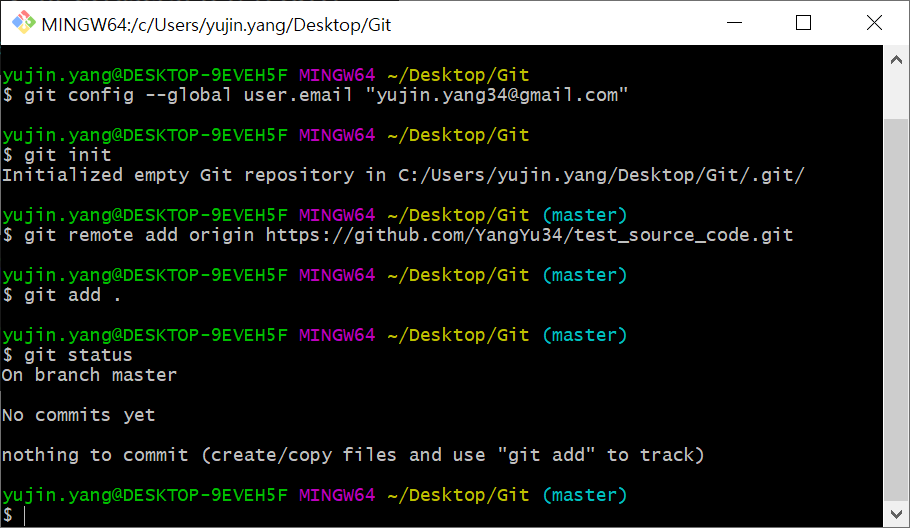 MINGW64:/c/Users/yujin.yang/Desktop/Git
yujin.yang@DESKTOP-9EVEH5F MINGW64 ~/Desktop/Git
$ git config --global user.email "yujin.yang34@gmail.com"
yujin.yang@DESKTOP-9EVEH5F MINGW64 ~/Desktop/Git
$ git init
Initialized empty Git repository in C:/Users/yujin.yang/Desktop/Git/.git/
yujin.yang@DESKTOP-9EVEH5F MINGW64 ~/Desktop/Git (master)
$ git remote add origin https://github.com/YangYu34/test_source_code.git
yujin.yang@DESKTOP-9EVEH5F MINGW64 ~/Desktop/Git (master)
$ git add .
yujin.yang@DESKTOP-9EVEH5F MINGW64 ~/Desktop/Git (master)
$ git status
On branch master
No commits yet
nothing to commit (create/copy files and use "git add" to track)
yujin.yang@DESKTOP-9EVEH5F MINGW64 ~/Desktop/Git (master)
$